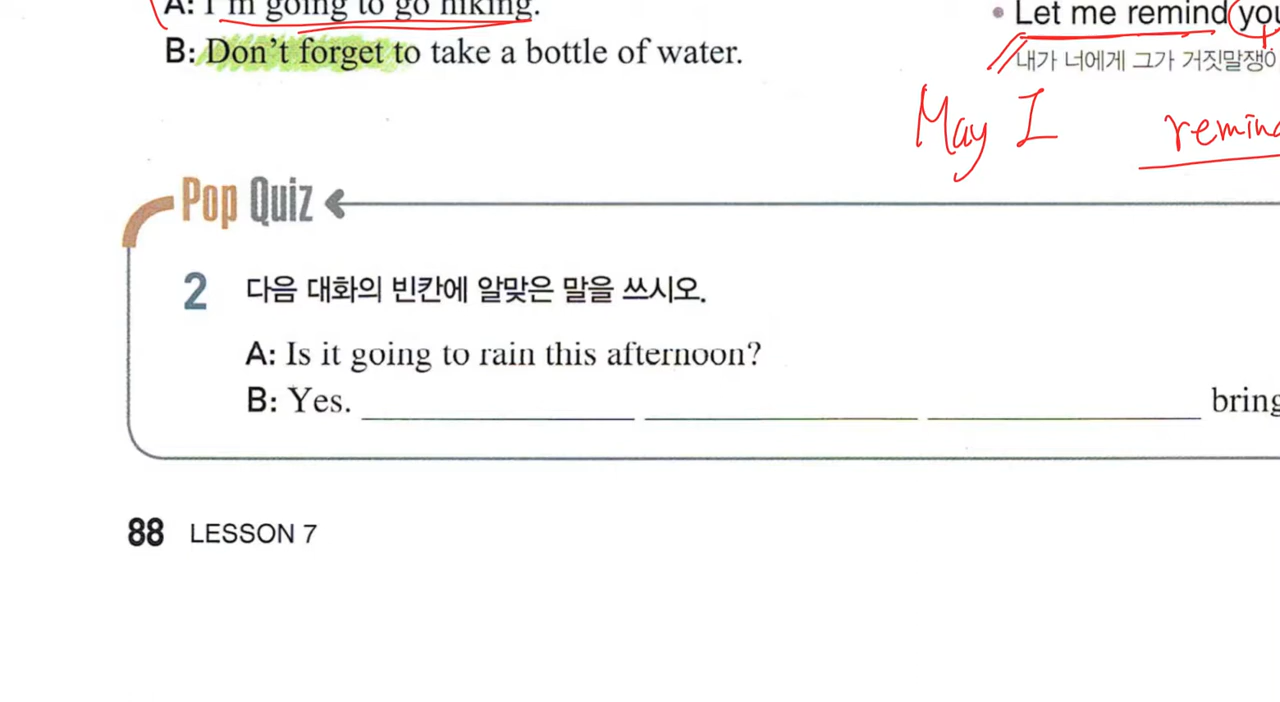 A: I'm going to go hiking.
B: Don't forget to take a bottle of water.
• Let me remind you
내가 너에게 그가 거짓말쟁이
May I remind
Pop Quiz
2 다음 대화의 빈칸에 알맞은 말을 쓰시오.
A: Is it going to rain this afternoon?
B: Yes. bring
88 LESSON 7